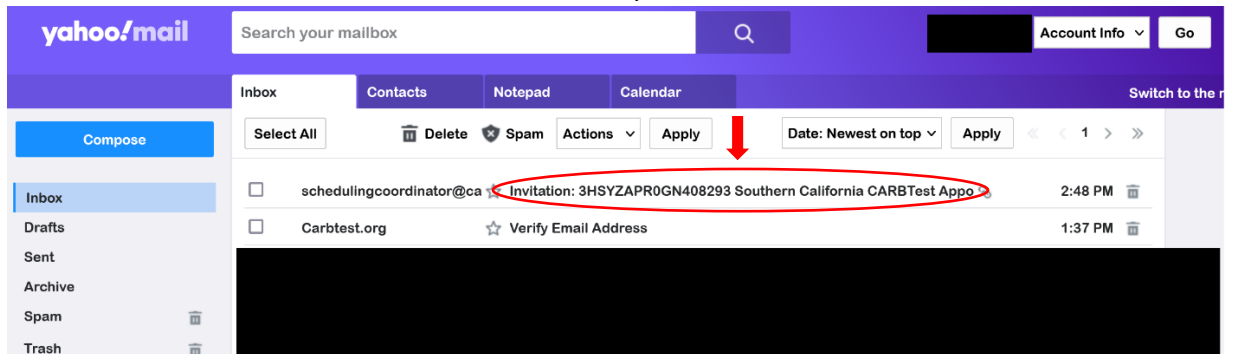 yahoo!mail
Search your mailbox
Account Info
Go
Inbox
Contacts
Notepad
Calendar
Switch to the r
Compose
Select All
Delete
Spam
Actions
Apply
Date: Newest on top
Apply
1
Inbox
schedulingcoordinator@ca
Invitation: 3HSYZAPR0GN408293 Southern California CARBTest Appo
2:48 PM
Drafts
Carbtest.org
Verify Email Address
1:37 PM
Sent
Archive
Spam
Trash